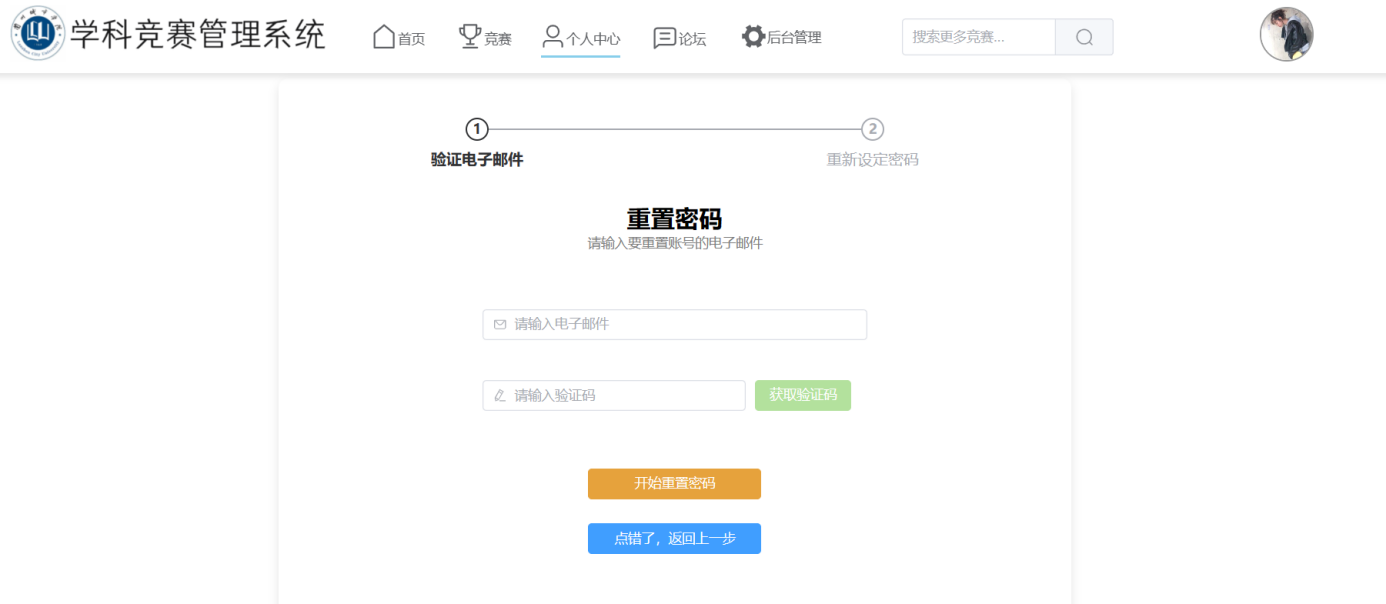 学科竞赛管理系统
首页
竞赛
个人中心
论坛
后台管理
搜索更多竞赛...
1
2
验证电子邮件
重新设定密码
重置密码
请输入要重置账号的电子邮件
请输入电子邮件
请输入验证码
获取验证码
开始重置密码
点错了，返回上一步